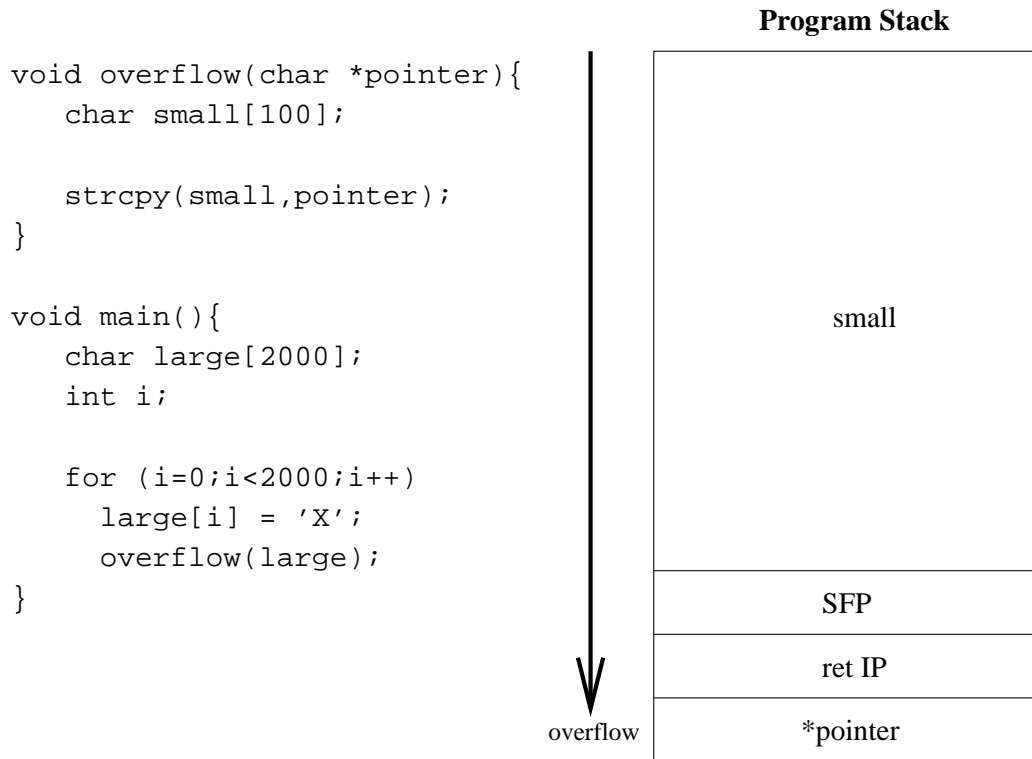 void overflow(char *pointer){
char small[100];
strcpy(small,pointer);
}
void main(){
char large[2000];
int i;
for (i=0;i<2000;i++)
large[i] = ′X′;
overflow(large);
}
overflow
Program Stack
small
SFP
ret IP
*pointer